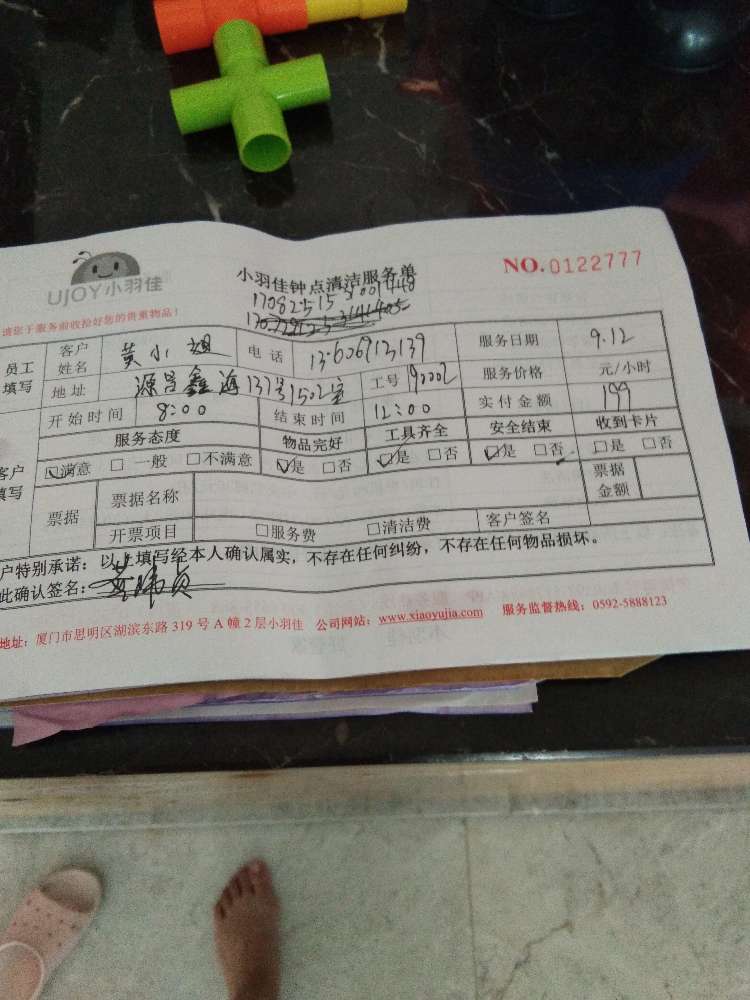 UJOY小羽佳
小羽佳钟点清洁服务单
NO.0122777
请您于服务前收捡好您的贵重物品！
员工填写
客户姓名 黄小姐 电话 13606913139 服务日期 9.12
地址 源昌鑫海137号1502室 工号 服务价格 元/小时
开始时间 8:00 结束时间 12:00 实付金额 199
服务态度 物品完好 工具齐全 安全结束 收到卡片
客户填写
☑满意 □一般 □不满意 ☑是 □否 ☑是 □否 ☑是 □否 □是 □否
票据 票据名称 票据金额
开票项目 □服务费 □清洁费 客户签名
户特别承诺：以上填写经本人确认属实，不存在任何纠纷，不存在任何物品损坏。
此确认签名：
地址：厦门市思明区湖滨东路 319 号 A 幢 2 层小羽佳 公司网站：www.xiaoyujia.com 服务监督热线：0592-5888123